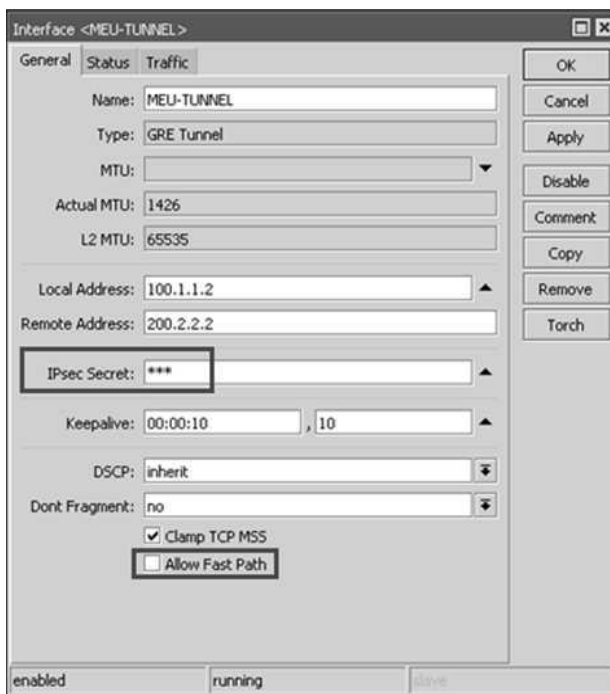 Interface <MEU-TUNNEL>
General Status Traffic
Name: MEU-TUNNEL
Type: GRE Tunnel
MTU:
Actual MTU: 1426
L2 MTU: 65535
Local Address: 100.1.1.2
Remote Address: 200.2.2.2
IPsec Secret: ***
Keepalive: 00:00:10 , 10
DSCP: inherit
Dont Fragment: no
Clamp TCP MSS
Allow Fast Path
OK
Cancel
Apply
Disable
Comment
Copy
Remove
Torch
enabled running slave